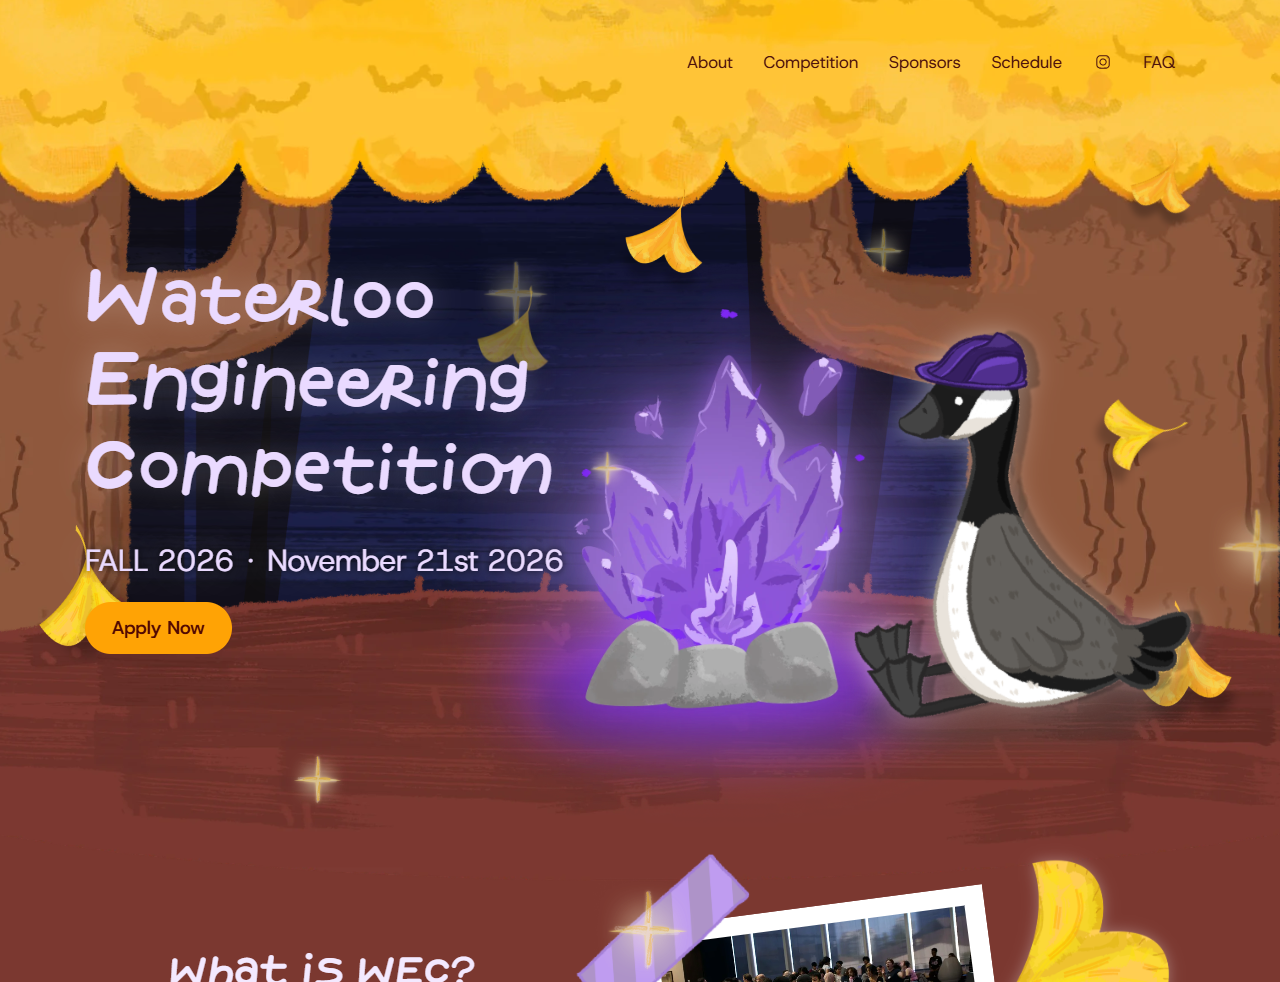 About Competition Sponsors Schedule FAQ
Waterloo
Engineering
Competition
FALL 2026 · November 21st 2026
Apply Now
What is WEC?